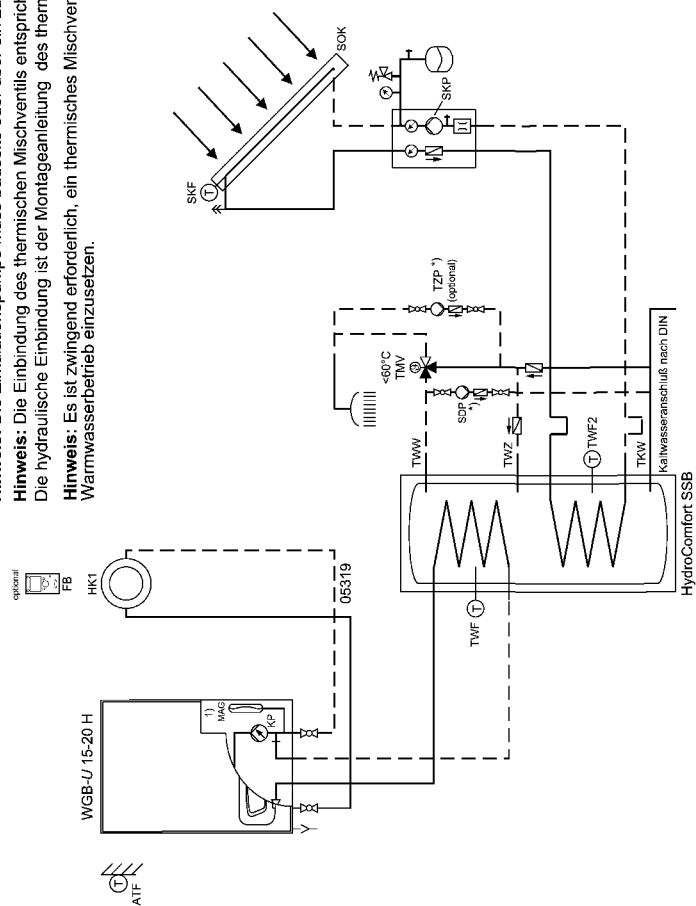 Hinweis: Die Einbindung des thermischen Mischventils entsprich
Die hydraulische Einbindung ist der Montageanleitung des therm
Hinweis: Es ist zwingend erforderlich, ein thermisches Mischver
Warmwasserbetrieb einzusetzen.
optional
FB
HK1
05319
WGB-U 15-20 H
1)
MAG
KP
T
ATF
SKF
T
SOK
SKP
TZP *)
(optional)
<60°C
TMV
SDP
*)
TWW
TWZ
T
TWF2
TKW
Kaltwasseranschluß nach DIN
TWF
T
HydroComfort SSB